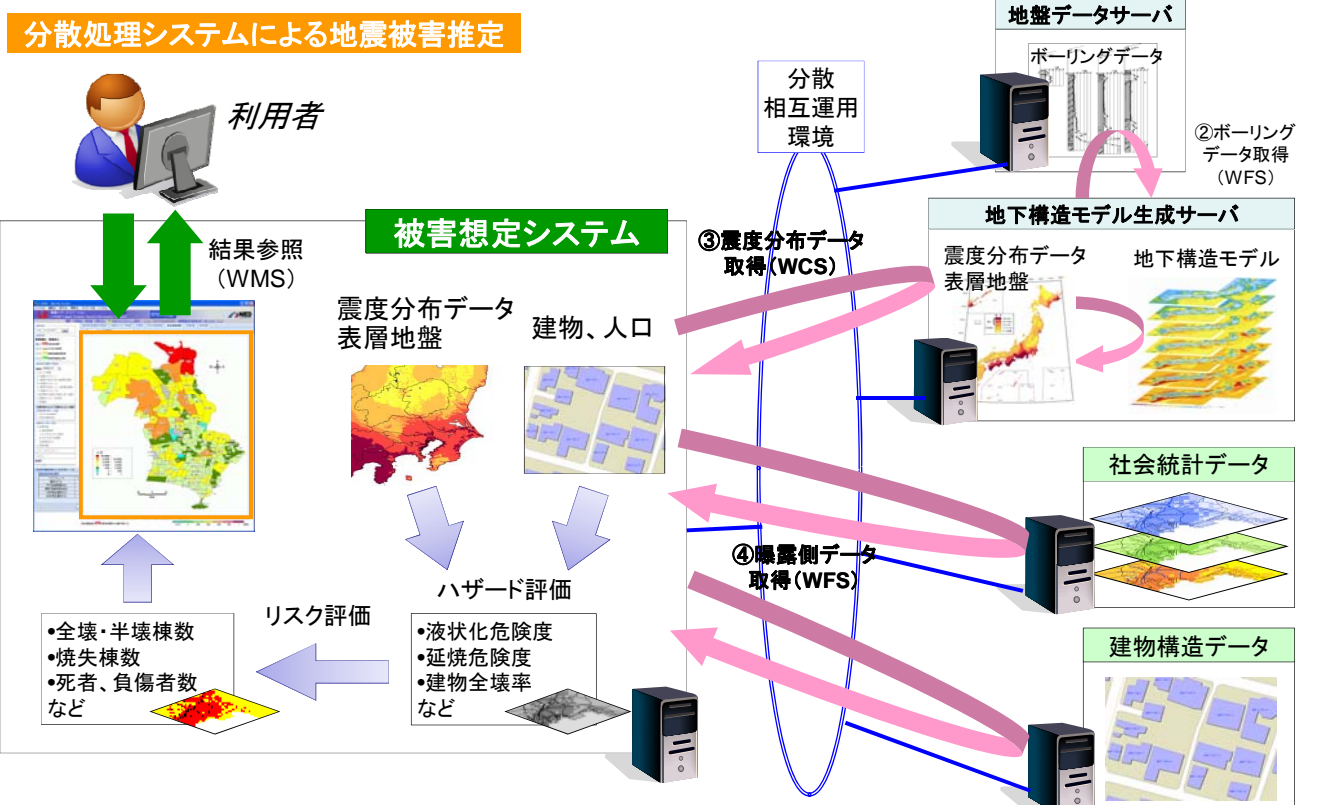 分散処理システムによる地震被害推定
利用者
結果参照
(WMS)
被害想定システム
震度分布データ
表層地盤
建物、人口
ハザード評価
•液状化危険度
•延焼危険度
•建物全壊率
など
リスク評価
•全壊・半壊棟数
•焼失棟数
•死者、負傷者数
など
分散
相互運用
環境
③震度分布データ
取得(WCS)
④曝露側データ
取得(WFS)
地盤データサーバ
ボーリングデータ
②ボーリング
データ取得
(WFS)
地下構造モデル生成サーバ
震度分布データ
表層地盤
地下構造モデル
社会統計データ
建物構造データ